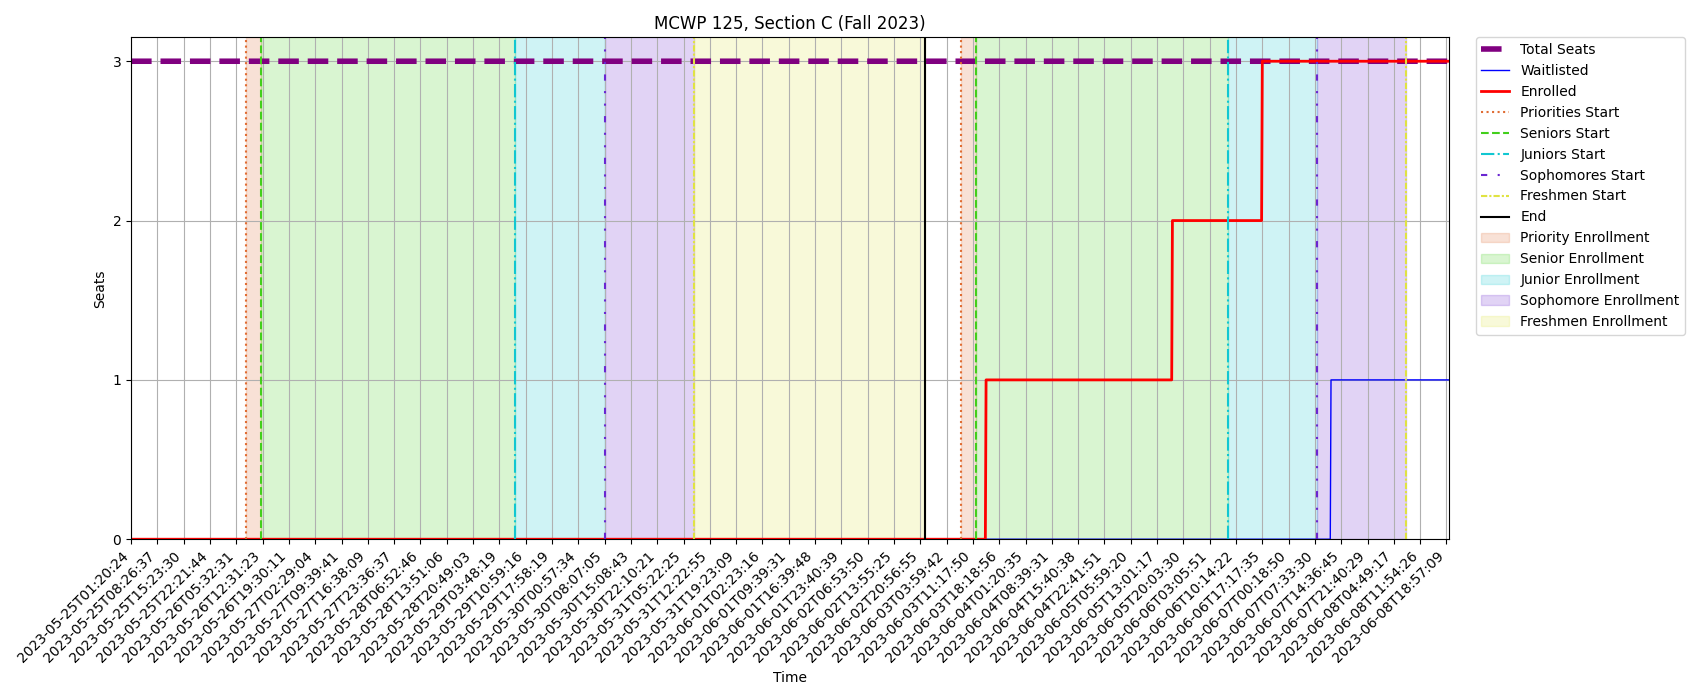 MCWP 125, Section C (Fall 2023)
Seats
3
2
1
0
2023-05-25T01:20:24
2023-05-25T08:26:37
2023-05-25T15:23:30
2023-05-25T22:21:44
2023-05-26T05:32:31
2023-05-26T12:31:23
2023-05-26T19:30:11
2023-05-27T02:29:04
2023-05-27T09:39:41
2023-05-27T16:38:09
2023-05-27T23:36:37
2023-05-28T06:52:46
2023-05-28T13:51:06
2023-05-28T20:49:03
2023-05-29T03:48:19
2023-05-29T10:59:16
2023-05-29T17:58:19
2023-05-30T00:57:34
2023-05-30T08:07:05
2023-05-30T15:08:43
2023-05-30T22:10:21
2023-05-31T05:22:25
2023-05-31T12:22:55
2023-05-31T19:23:09
2023-06-01T02:23:16
2023-06-01T09:39:31
2023-06-01T16:39:48
2023-06-01T23:40:39
2023-06-02T06:53:50
2023-06-02T13:55:25
2023-06-02T20:56:55
2023-06-03T03:59:42
2023-06-03T11:17:50
2023-06-03T18:18:56
2023-06-04T01:20:35
2023-06-04T08:39:31
2023-06-04T15:40:38
2023-06-04T22:41:51
2023-06-05T05:59:20
2023-06-05T13:01:17
2023-06-05T20:03:30
2023-06-06T03:05:51
2023-06-06T10:14:22
2023-06-06T17:17:35
2023-06-07T00:18:50
2023-06-07T07:33:30
2023-06-07T14:36:45
2023-06-07T21:40:29
2023-06-08T04:49:17
2023-06-08T11:54:26
2023-06-08T18:57:09
Time
Total Seats
Waitlisted
Enrolled
Priorities Start
Seniors Start
Juniors Start
Sophomores Start
Freshmen Start
End
Priority Enrollment
Senior Enrollment
Junior Enrollment
Sophomore Enrollment
Freshmen Enrollment